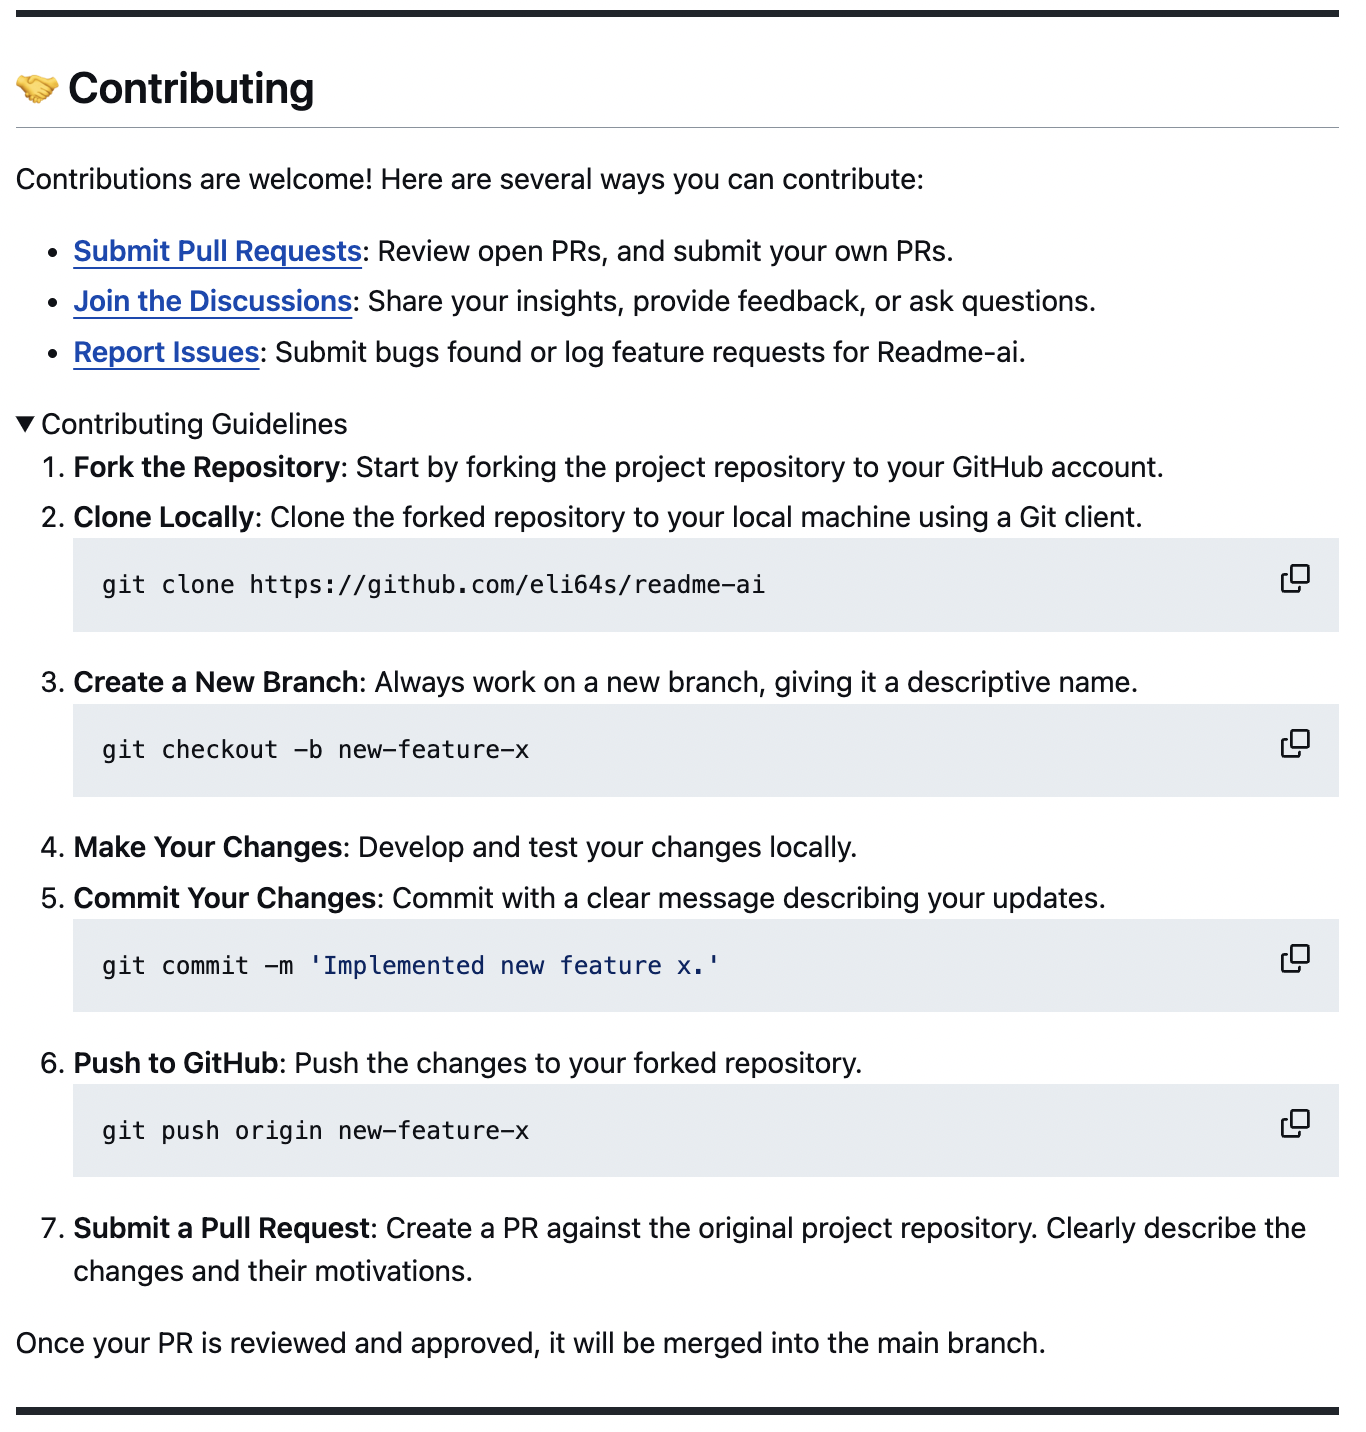 🤝 Contributing
Contributions are welcome! Here are several ways you can contribute:
• Submit Pull Requests: Review open PRs, and submit your own PRs.
• Join the Discussions: Share your insights, provide feedback, or ask questions.
• Report Issues: Submit bugs found or log feature requests for Readme-ai.
▼ Contributing Guidelines
1. Fork the Repository: Start by forking the project repository to your GitHub account.
2. Clone Locally: Clone the forked repository to your local machine using a Git client.
git clone https://github.com/eli64s/readme-ai
3. Create a New Branch: Always work on a new branch, giving it a descriptive name.
git checkout -b new-feature-x
4. Make Your Changes: Develop and test your changes locally.
5. Commit Your Changes: Commit with a clear message describing your updates.
git commit -m 'Implemented new feature x.'
6. Push to GitHub: Push the changes to your forked repository.
git push origin new-feature-x
7. Submit a Pull Request: Create a PR against the original project repository. Clearly describe the
changes and their motivations.
Once your PR is reviewed and approved, it will be merged into the main branch.